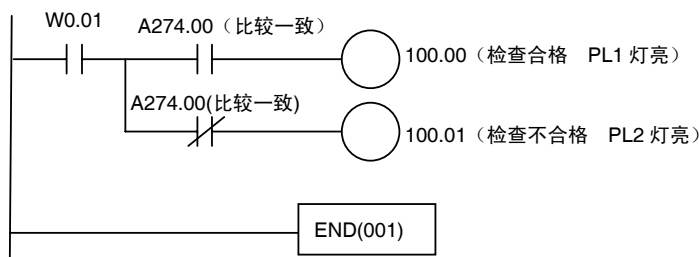 W0.01
A274.00（比较一致）
100.00（检查合格 PL1 灯亮）
A274.00(比较一致)
100.01（检查不合格 PL2 灯亮）
END(001)